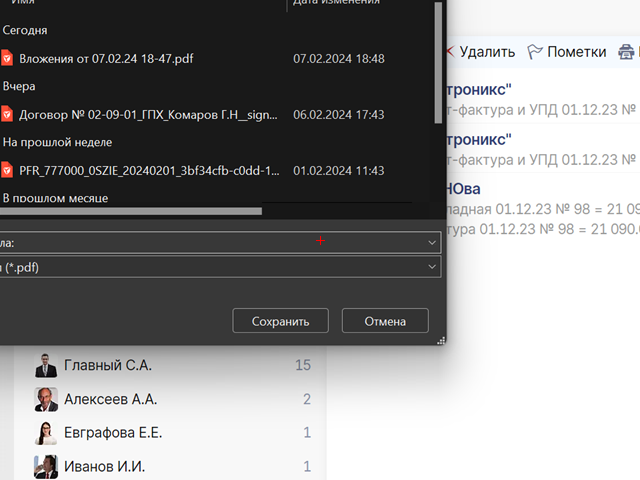 Имя Дата изменения
Сегодня
Вложения от 07.02.24 18-47.pdf 07.02.2024 18:48
Вчера
Договор № 02-09-01_ГПХ_Комаров Г.Н_sign... 06.02.2024 17:43
На прошлой неделе
PFR_777000_0SZIE_20240201_3bf34cfb-c0dd-1... 01.02.2024 11:43
В прошлом месяце
ла:
(*.pdf)
Сохранить Отмена
Удалить Пометки
троникс"
т-фактура и УПД 01.12.23 №
троникс"
т-фактура и УПД 01.12.23 №
НОва
ладная 01.12.23 № 98 = 21 09
тура 01.12.23 № 98 = 21 090.
Главный С.А. 15
Алексеев А.А. 2
Евграфова Е.Е. 1
Иванов И.И. 1